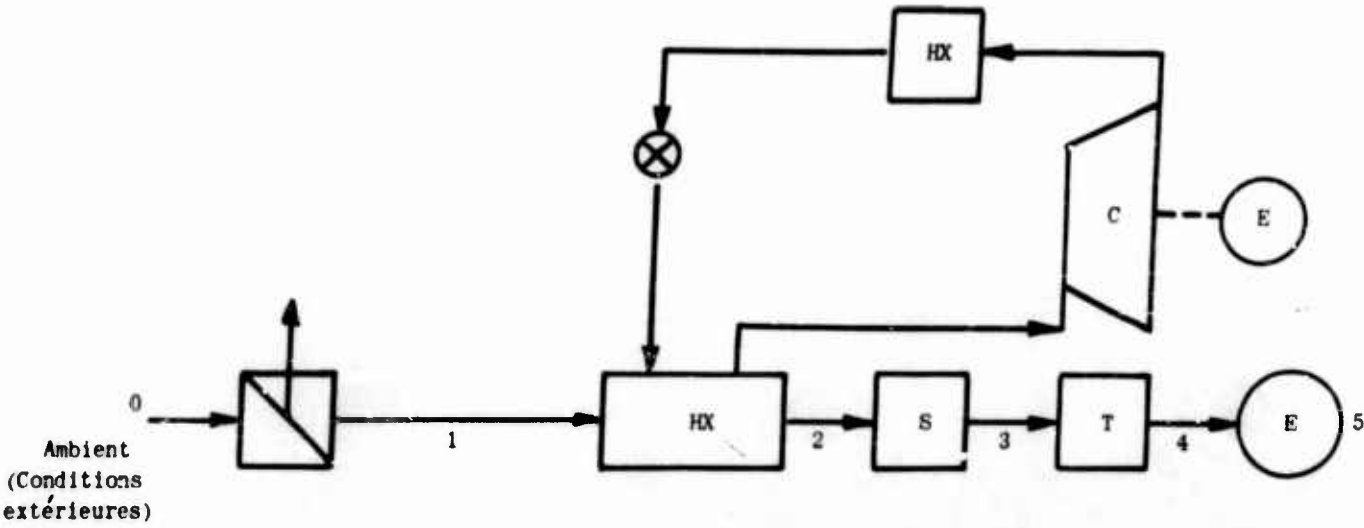 HX
C
E
0
1
HX
2
S
3
T
4
E
5
Ambient
(Conditions
extérieures)